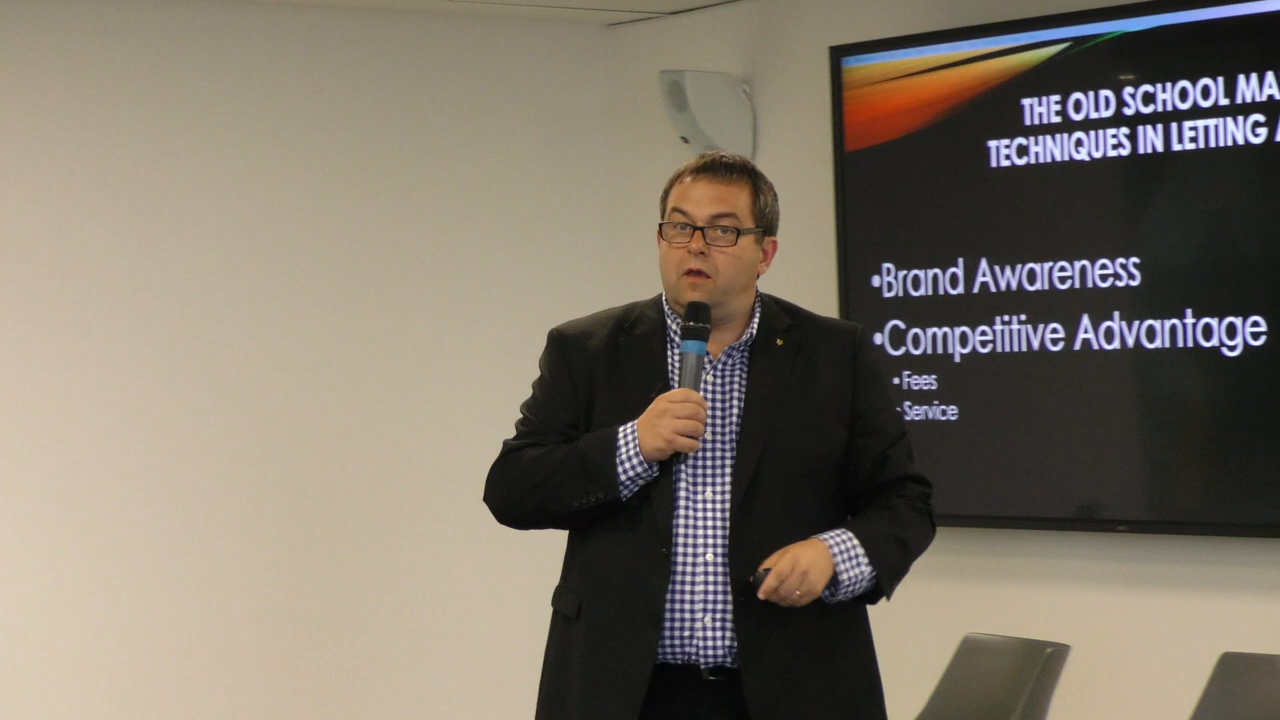 THE OLD SCHOOL MA
TECHNIQUES IN LETTING A
•Brand Awareness
•Competitive Advantage
• Fees
• Service